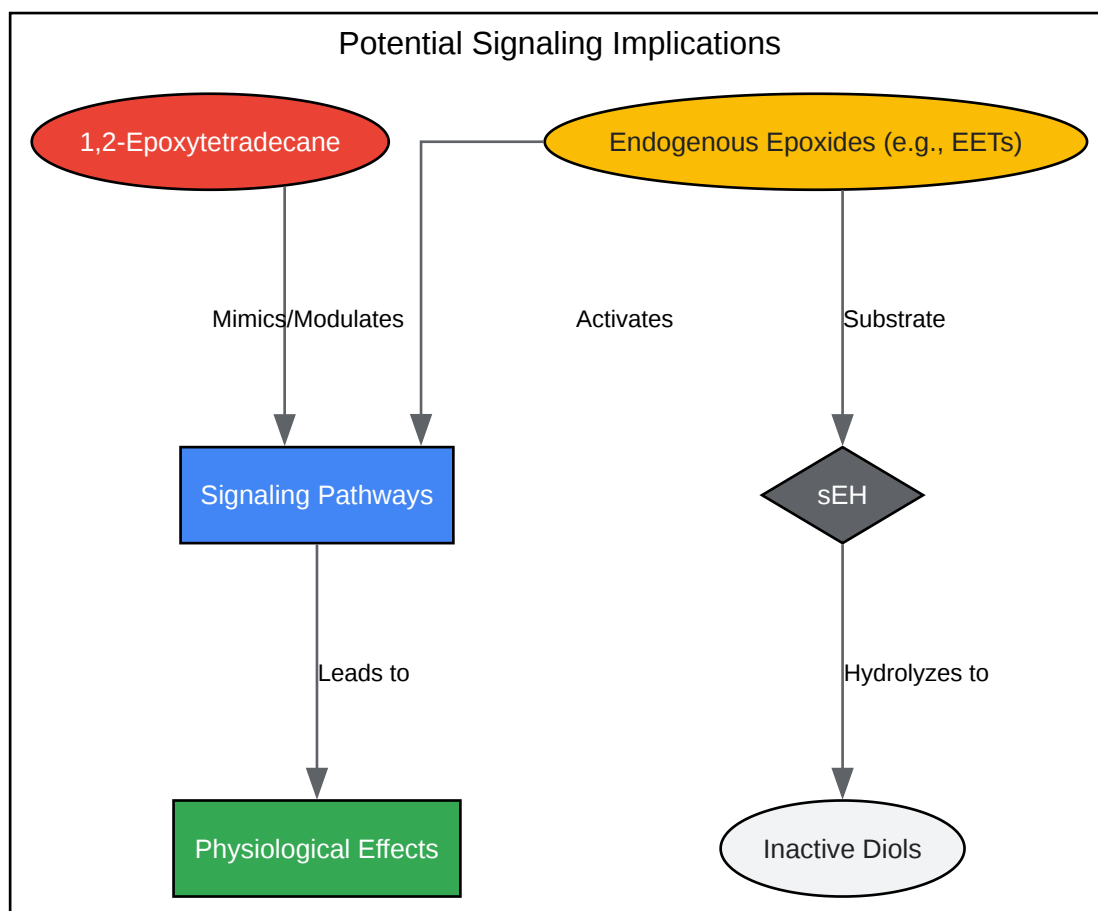 Potential Signaling Implications
1,2-Epoxytetradecane
Endogenous Epoxides (e.g., EETs)
Mimics/Modulates
Activates
Substrate
Signaling Pathways
sEH
Leads to
Hydrolyzes to
Physiological Effects
Inactive Diols